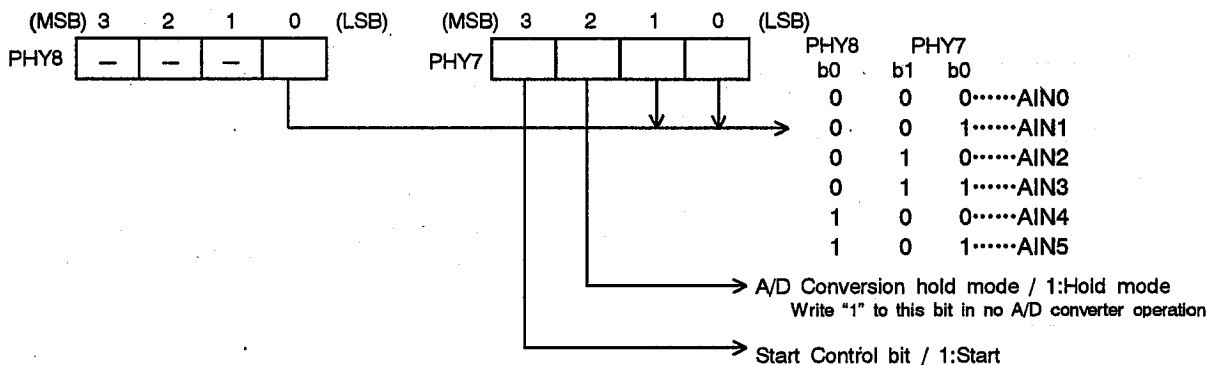 (MSB) 3 2 1 0 (LSB)
PHY8 – – –
(MSB) 3 2 1 0 (LSB)
PHY7
PHY8 PHY7
b0 b1 b0
0 0 0······AIN0
0 0 1······AIN1
0 1 0······AIN2
0 1 1······AIN3
1 0 0······AIN4
1 0 1······AIN5
A/D Conversion hold mode / 1:Hold mode
Write "1" to this bit in no A/D converter operation
Start Control bit / 1:Start